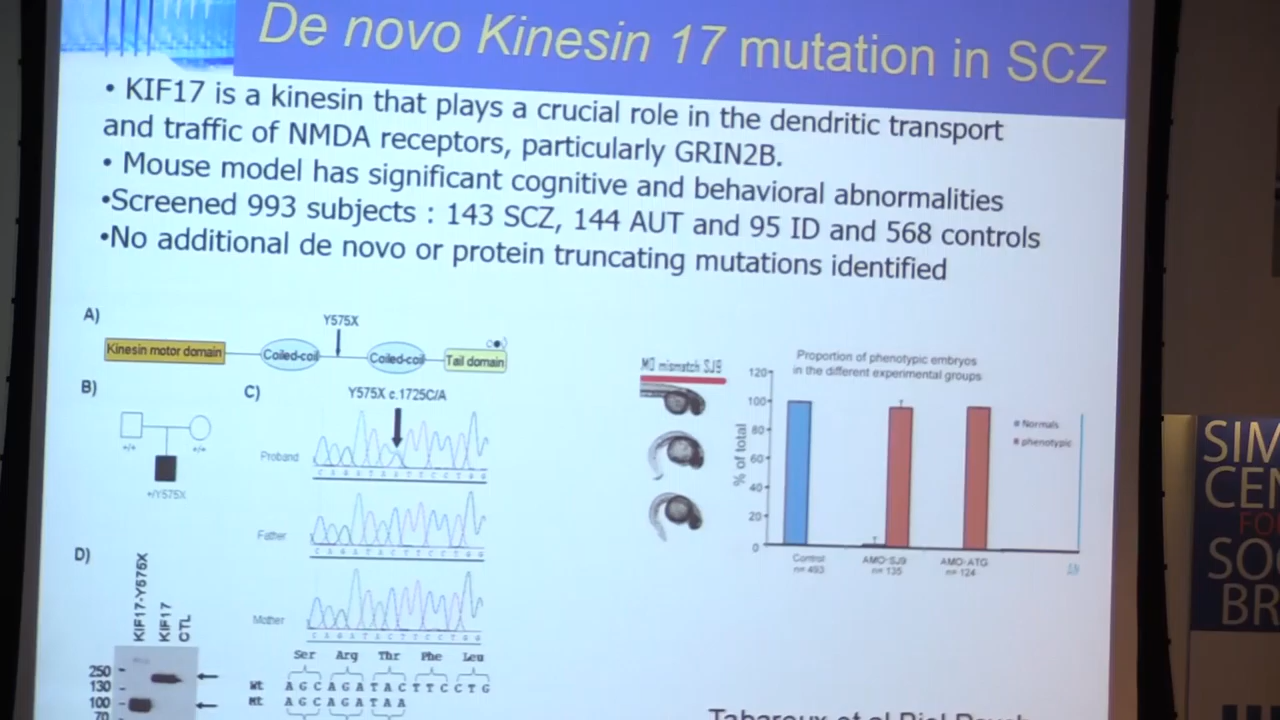 De novo Kinesin 17 mutation in SCZ
• KIF17 is a kinesin that plays a crucial role in the dendritic transport
and traffic of NMDA receptors, particularly GRIN2B.
• Mouse model has significant cognitive and behavioral abnormalities
•Screened 993 subjects : 143 SCZ, 144 AUT and 95 ID and 568 controls
•No additional de novo or protein truncating mutations identified
A)
Y575X
Kinesin motor domain
Coiled-coil
Coiled-coil
Tail domain
B)
+/+
+/+
+/Y575X
C)
Y575X c.1725C/A
Proband
C A G A T A A T T C C T G G
Father
C A G A T A C T T C C T G G
Mother
C A G A T A C T T C C T G G
Ser Arg Thr Phe Leu
Wt A G C A G A T A C T T C C T G
Mt A G C A G A T A A
D)
KIF17-Y575X
KIF17
CTL
250
130
100
70
MO mismatch SJ9
Proportion of phenotypic embryos
in the different experimental groups
% of total
120
100
80
60
40
20
0
Normals
phenotypic
Control
n= 493
AMO-SJ9
n= 135
AMO-ATG
n= 124
SIM
CEN
FO
SOC
BR